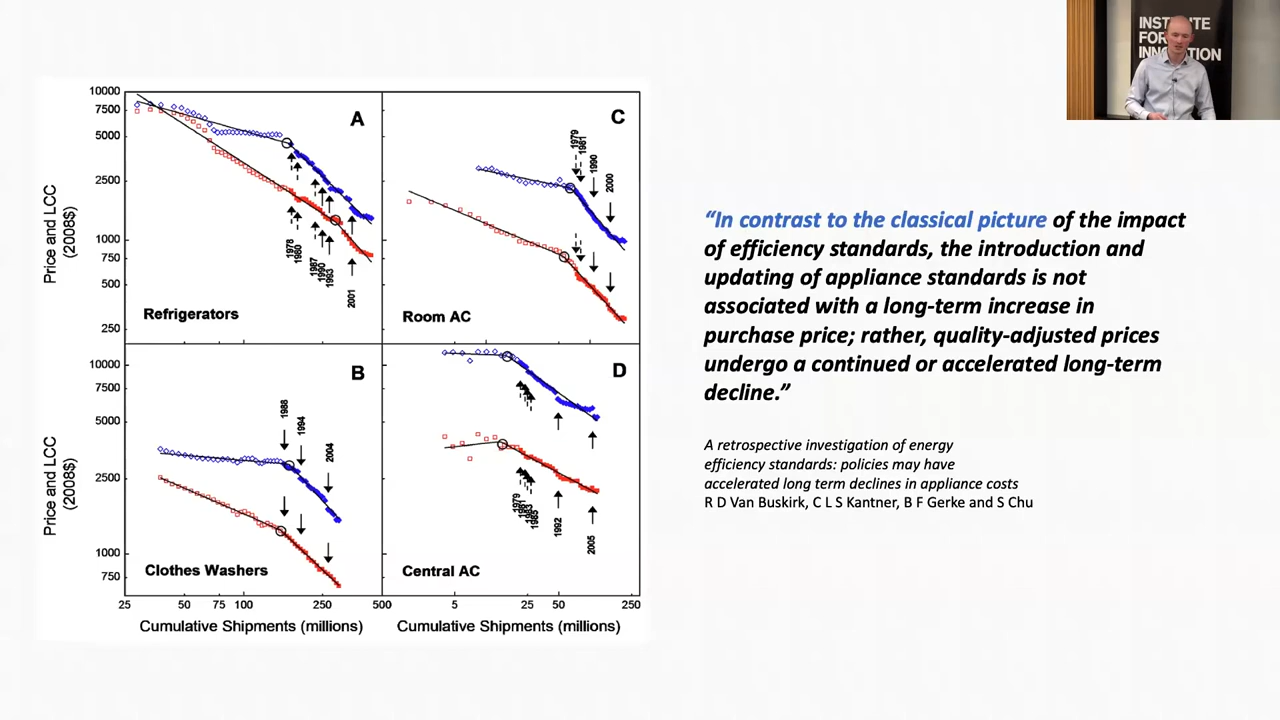 INSTITUTE
FOR
INNOVATION
10000
7500
5000
2500
1000
750
500
250
Price and LCC
(2008$)
A
1978
1980
1987
1990
1993
2001
Refrigerators
C
1979
1981
1990
2000
Room AC
10000
7500
5000
2500
1000
750
Price and LCC
(2008$)
B
1988
1994
2004
Clothes Washers
D
1979
1981
1983
1985
1992
2005
Central AC
25 50 75 100 250 500
Cumulative Shipments (millions)
5 25 50 250
Cumulative Shipments (millions)
“In contrast to the classical picture of the impact
of efficiency standards, the introduction and
updating of appliance standards is not
associated with a long-term increase in
purchase price; rather, quality-adjusted prices
undergo a continued or accelerated long-term
decline.”
A retrospective investigation of energy
efficiency standards: policies may have
accelerated long term declines in appliance costs
R D Van Buskirk, C L S Kantner, B F Gerke and S Chu